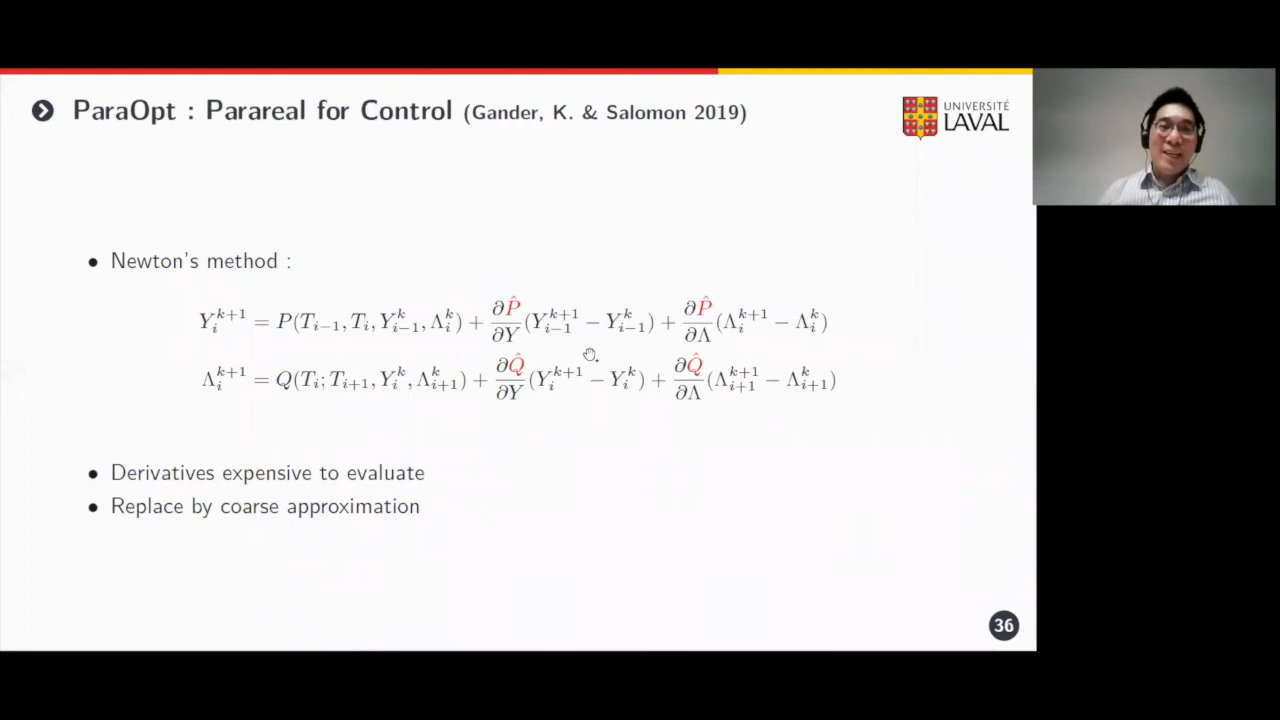 ParaOpt : Parareal for Control (Gander, K. & Salomon 2019)
UNIVERSITÉ
LAVAL
• Newton's method :
Y_i^{k+1} = P(T_{i−1}, T_i, Y_{i−1}^k, Λ_i^k) + ∂P̂/∂Y (Y_{i−1}^{k+1} − Y_{i−1}^k) + ∂P̂/∂Λ (Λ_i^{k+1} − Λ_i^k)
Λ_i^{k+1} = Q(T_i; T_{i+1}, Y_i^k, Λ_{i+1}^k) + ∂Q̂/∂Y (Y_i^{k+1} − Y_i^k) + ∂Q̂/∂Λ (Λ_{i+1}^{k+1} − Λ_{i+1}^k)
• Derivatives expensive to evaluate
• Replace by coarse approximation
36